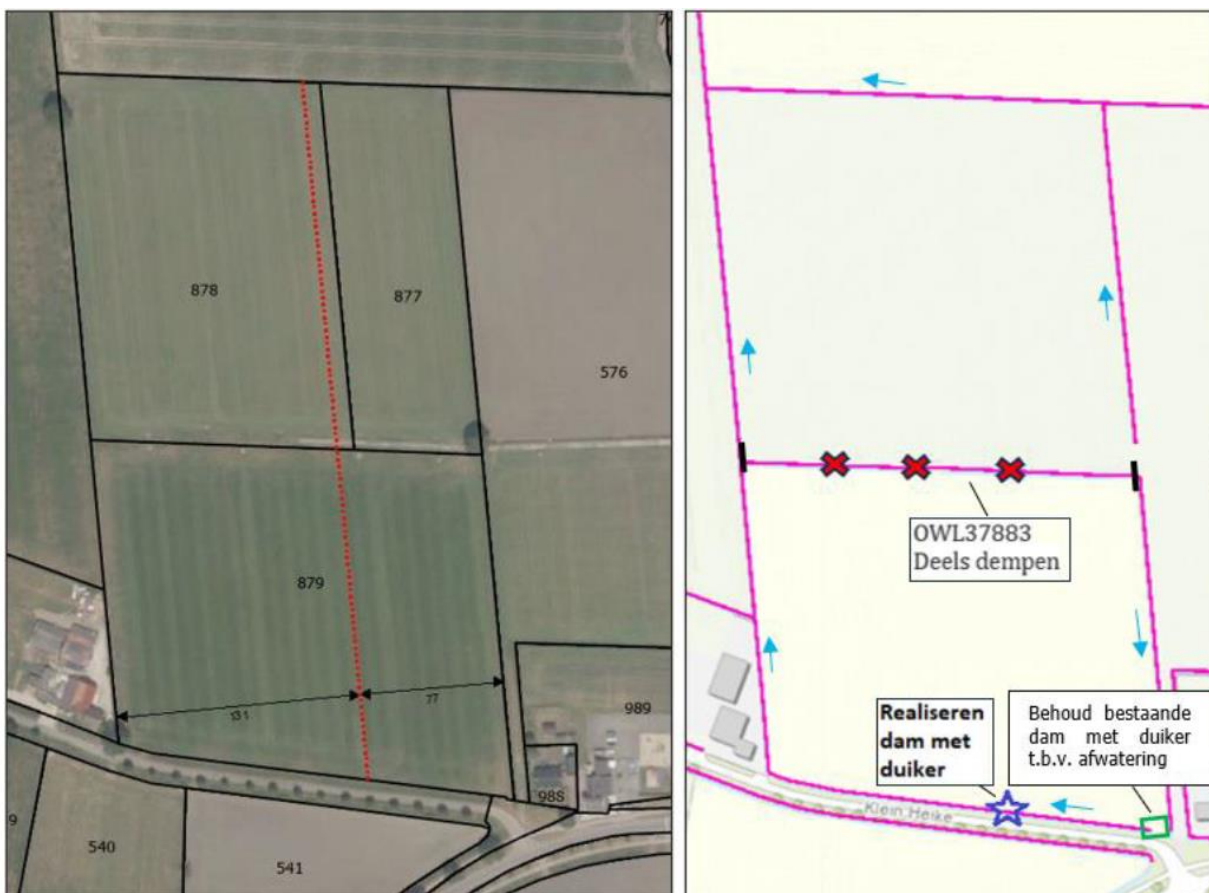 878
877
576
879
131
77
989
988
9
540
541
OWL37883
Deels dempen
Realiseren
dam met
duiker
Behoud bestaande
dam met duiker
t.b.v. afwatering
Klein Heike